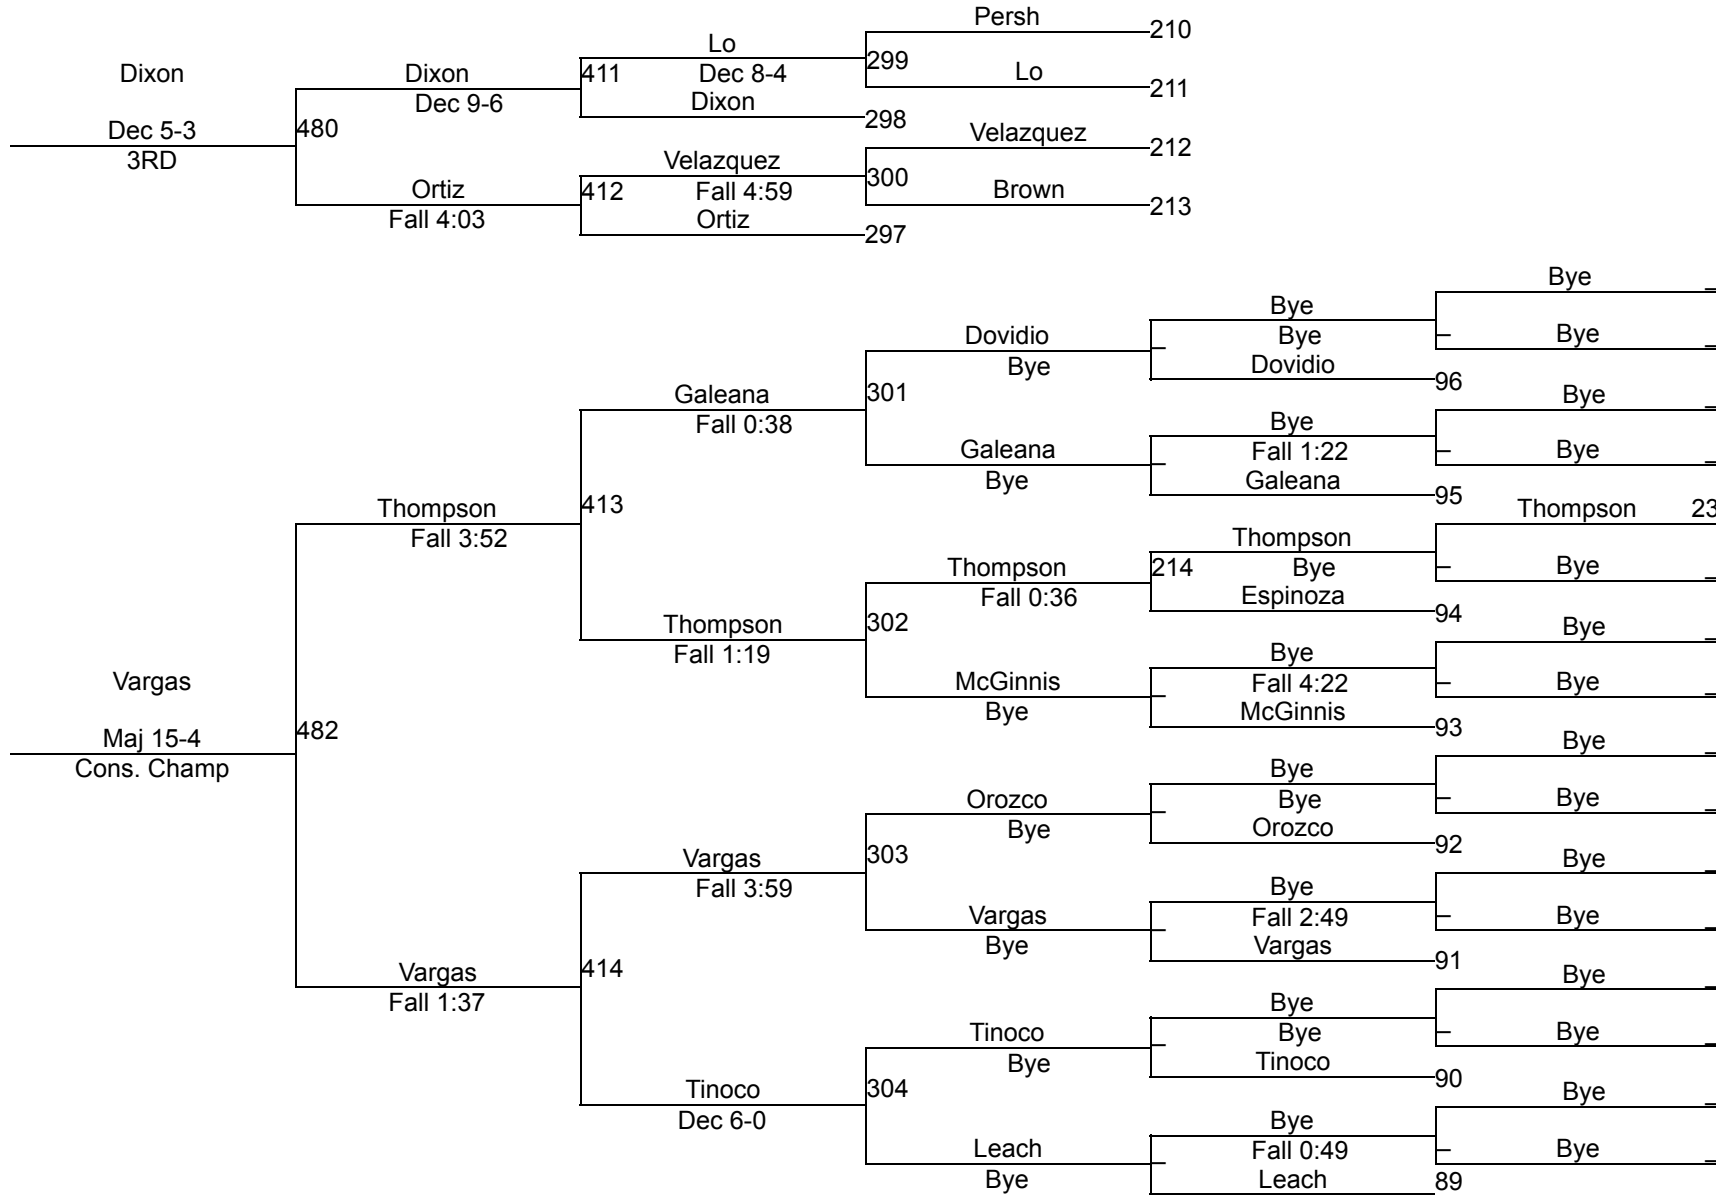 Persh
210
Lo
299
Dixon
Dixon
411
Dec 8-4
Lo
211
Dec 9-6
Dixon
298
Dec 5-3
480
Velazquez
212
3RD
Velazquez
300
Ortiz
412
Fall 4:59
Brown
213
Fall 4:03
Ortiz
297
Bye
Bye
Dovidio
Bye
Bye
Bye
Dovidio
96
Galeana
301
Bye
Fall 0:38
Bye
Galeana
Fall 1:22
Bye
Bye
Galeana
95
Thompson
413
Thompson
23
Fall 3:52
Thompson
Thompson
214
Bye
Bye
Fall 0:36
Espinoza
94
Thompson
302
Bye
Fall 1:19
Bye
Vargas
McGinnis
Fall 4:22
Bye
Bye
McGinnis
93
Maj 15-4
482
Bye
Cons. Champ
Bye
Orozco
Bye
Bye
Bye
Orozco
92
Vargas
303
Bye
Fall 3:59
Bye
Vargas
Fall 2:49
Bye
Bye
Vargas
91
Vargas
414
Bye
Fall 1:37
Bye
Tinoco
Bye
Bye
Bye
Tinoco
90
Tinoco
304
Bye
Dec 6-0
Bye
Leach
Fall 0:49
Bye
Bye
Leach
89